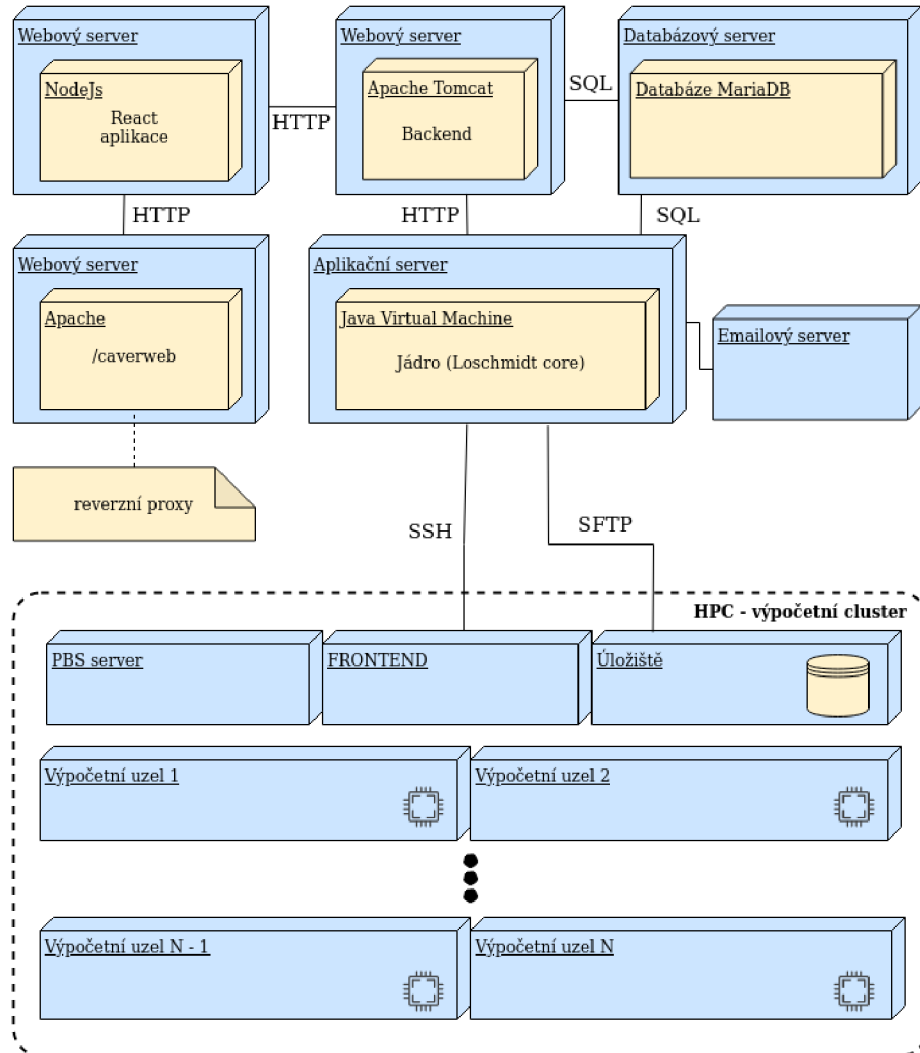 Webový server
NodeJs
React
aplikace
HTTP
Webový server
Apache Tomcat
Backend
SQL
Databázový server
Databáze MariaDB
HTTP
HTTP
SQL
Webový server
Apache
/caverweb
Aplikační server
Java Virtual Machine
Jádro (Loschmidt core)
Emailový server
reverzní proxy
SSH
SFTP
HPC - výpočetní cluster
PBS server
FRONTEND
Úložiště
Výpočetní uzel 1
Výpočetní uzel 2
Výpočetní uzel N - 1
Výpočetní uzel N